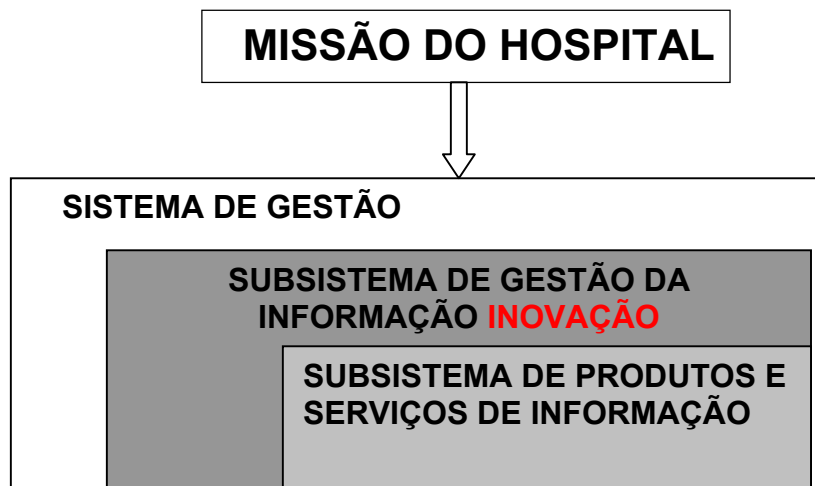 MISSÃO DO HOSPITAL
SISTEMA DE GESTÃO
SUBSISTEMA DE GESTÃO DA
INFORMAÇÃO INOVAÇÃO
SUBSISTEMA DE PRODUTOS E
SERVIÇOS DE INFORMAÇÃO